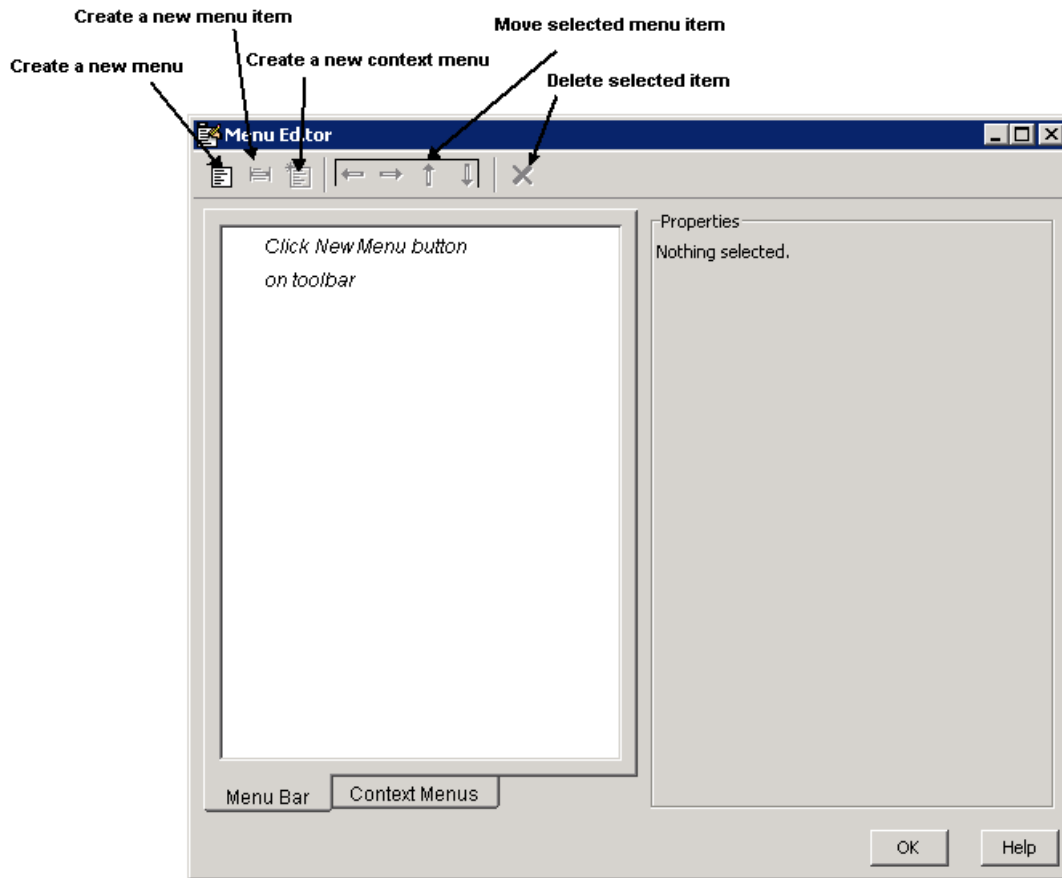 Create a new menu item
Move selected menu item
Create a new menu
Create a new context menu
Delete selected item
Menu Editor
Click New Menu button
on toolbar
Properties
Nothing selected.
Menu Bar
Context Menus
OK
Help